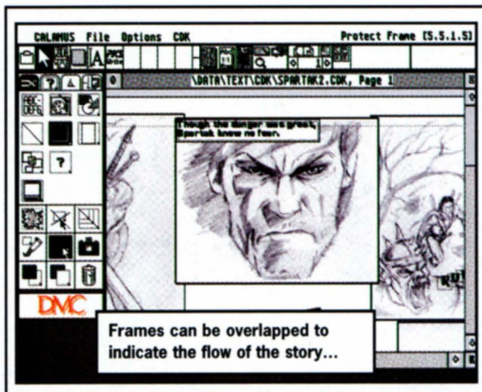 CALAMUS File Options CDK Protect Frame [5.5.1.5]
\DATA\TEXT\CDK\SPARTAK2.CDK, Page 1
Though the danger was great,
Spartak knew no fear.
DMC
Frames can be overlapped to
indicate the flow of the story...